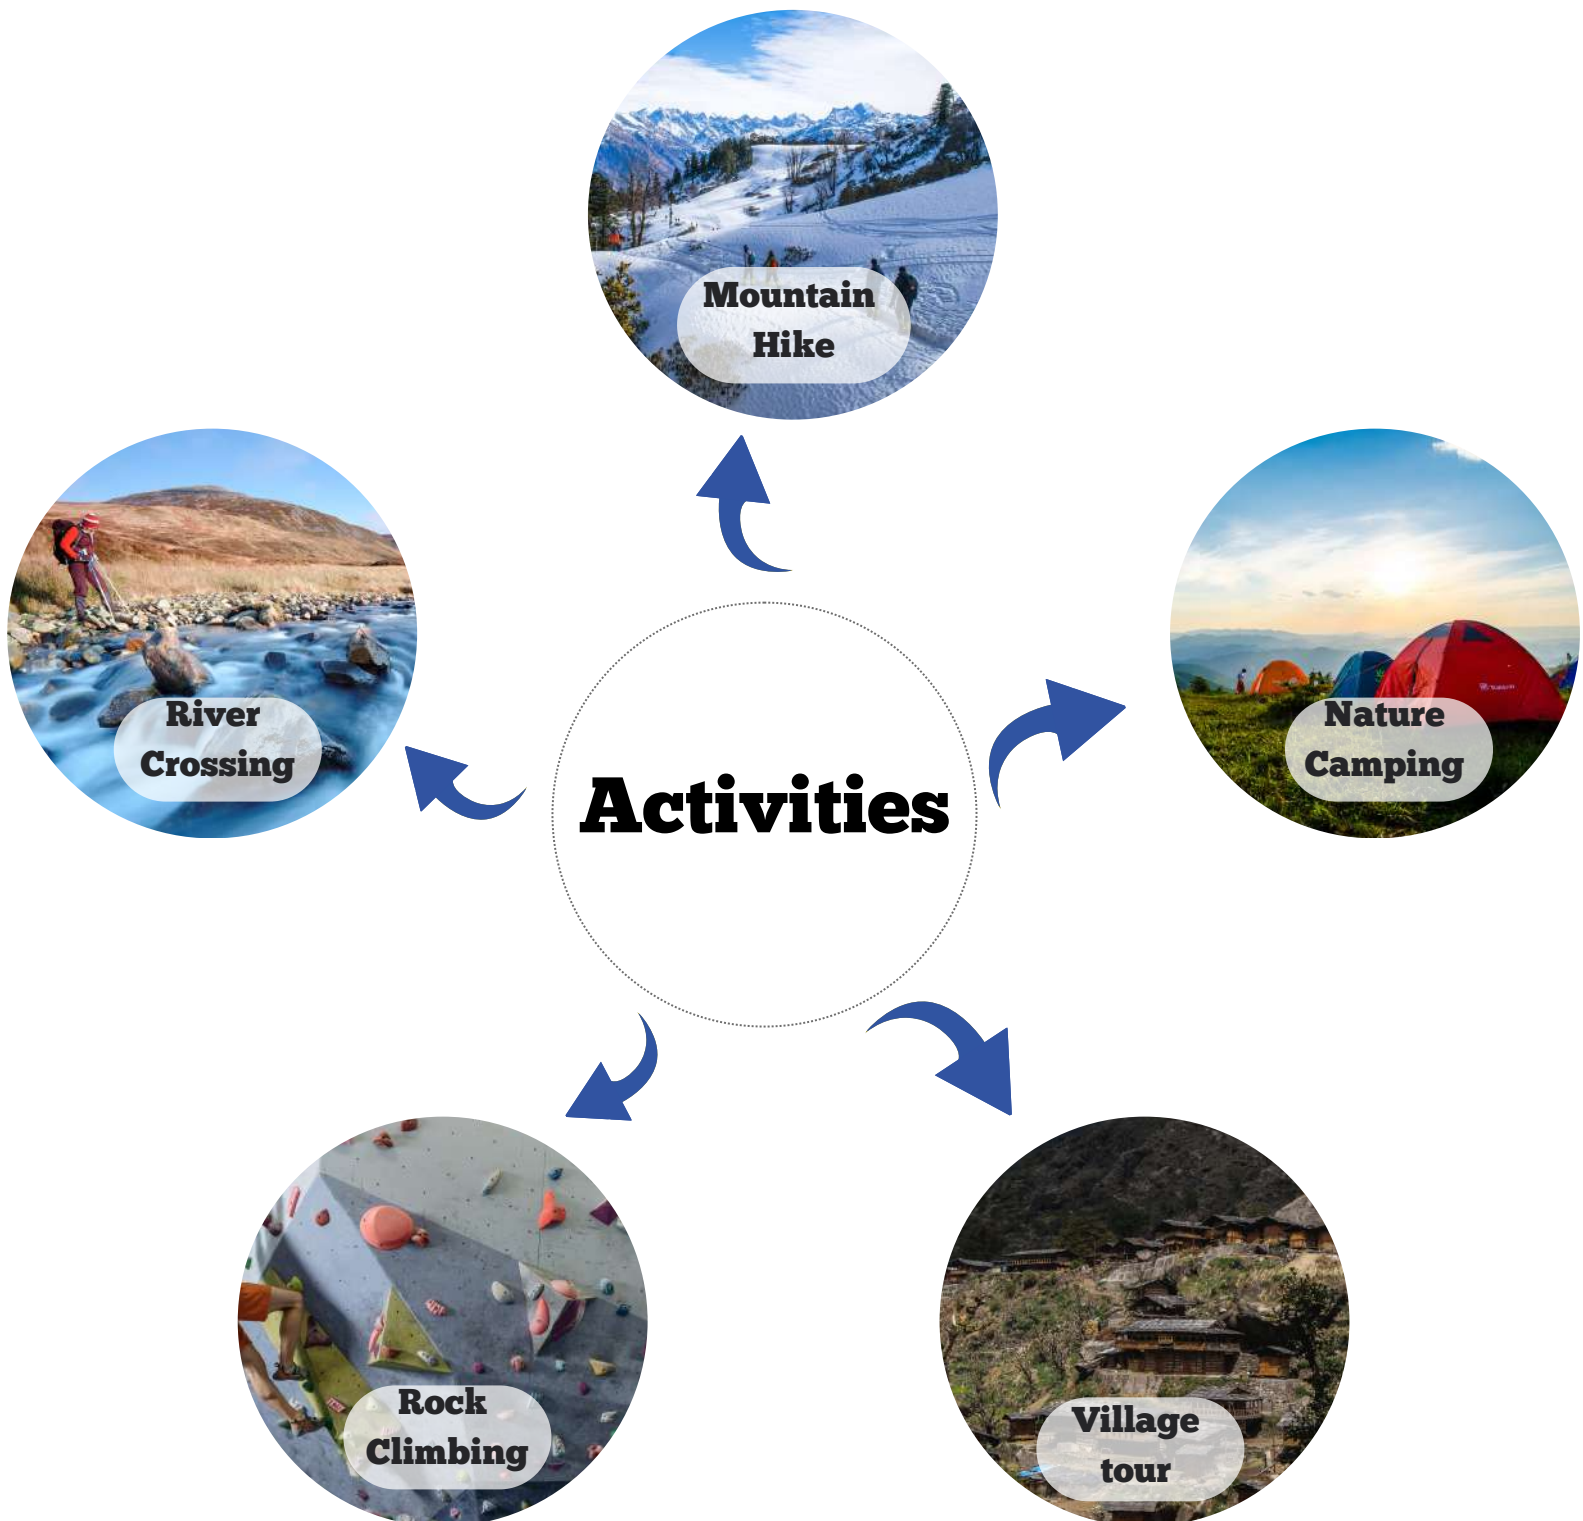 Mountain
Hike
River
Crossing
Nature
Camping
Activities
Rock
Climbing
Village
tour